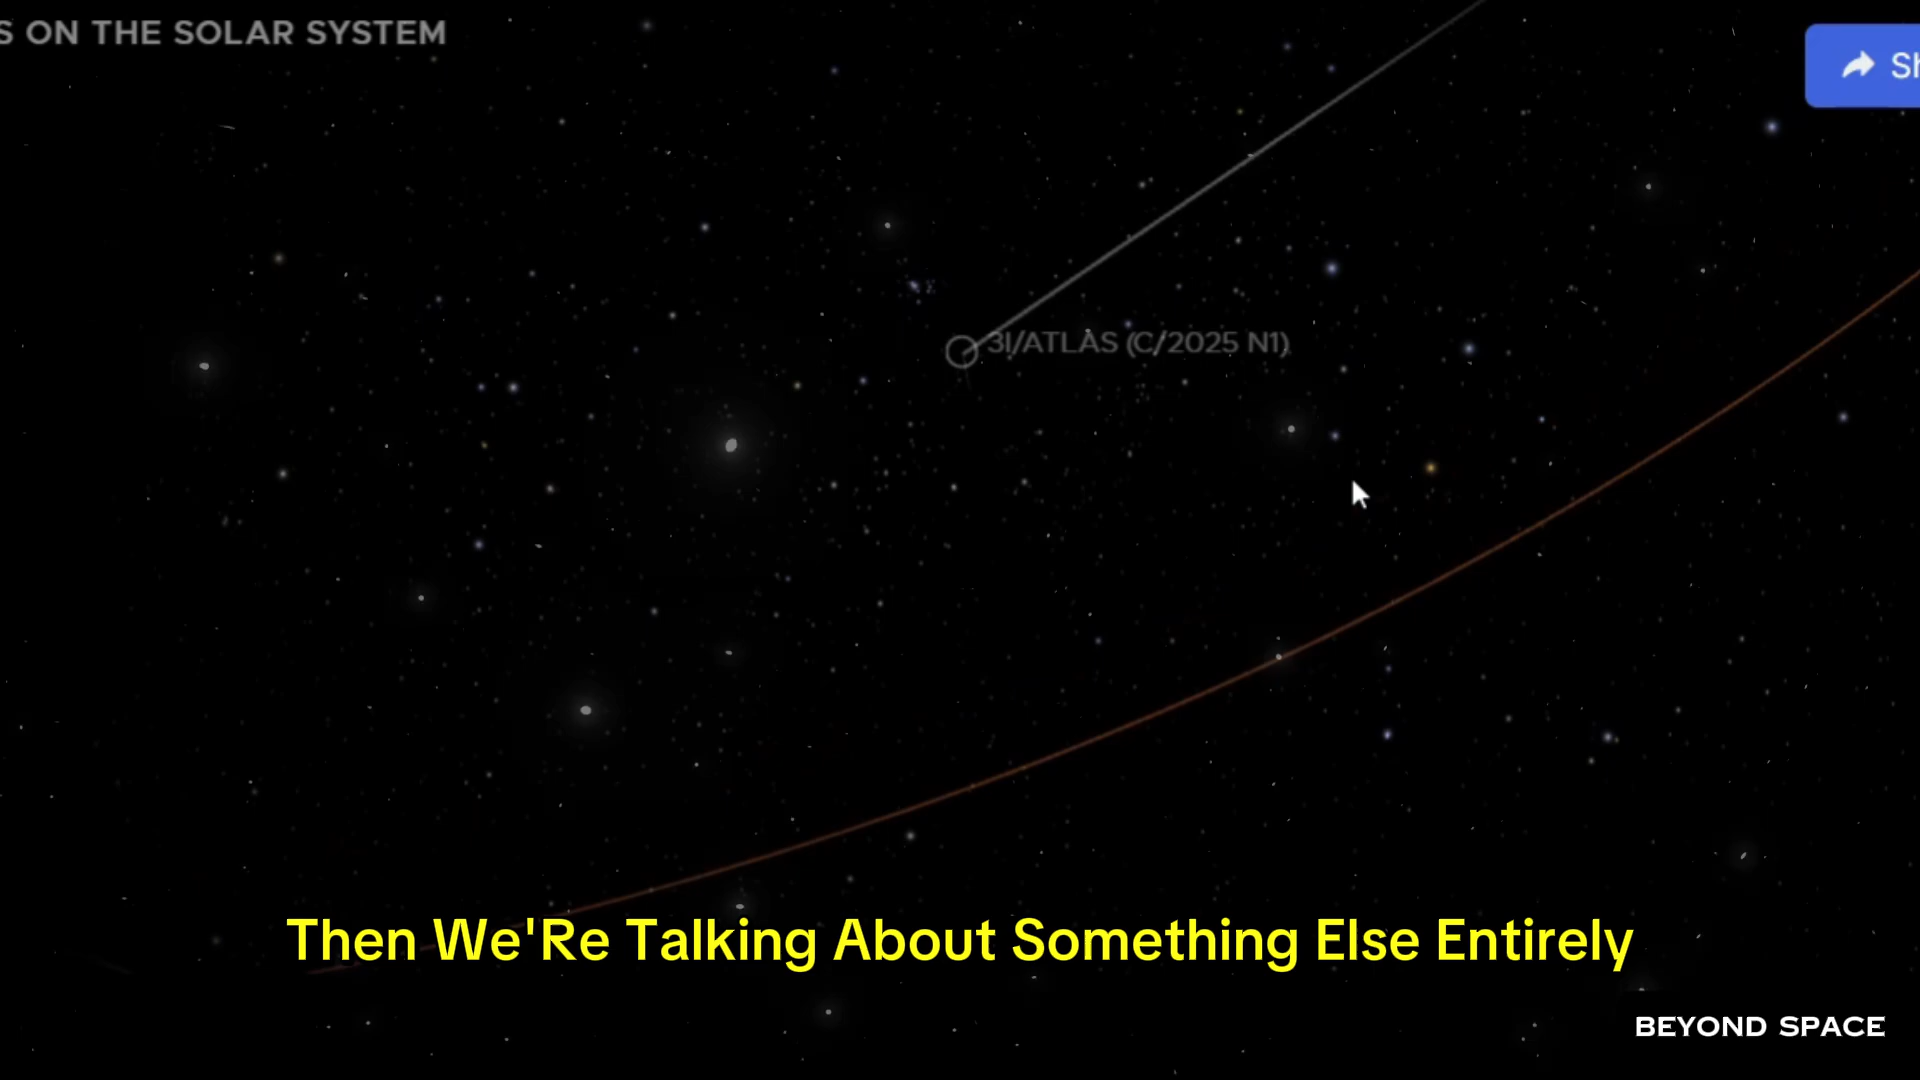 S ON THE SOLAR SYSTEM
Sh
3I/ATLAS (C/2025 N1)
Then We'Re Talking About Something Else Entirely
BEYOND SPACE